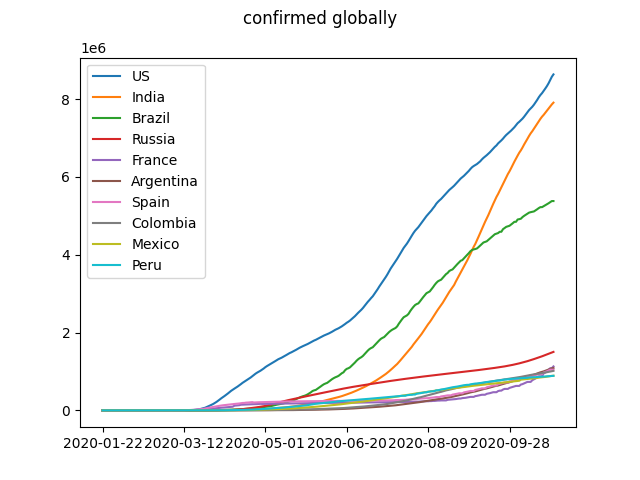 confirmed globally
1e6
8
6
4
2
0
US
India
Brazil
Russia
France
Argentina
Spain
Colombia
Mexico
Peru
2020-01-22
2020-03-12
2020-05-01
2020-06-20
2020-08-09
2020-09-28